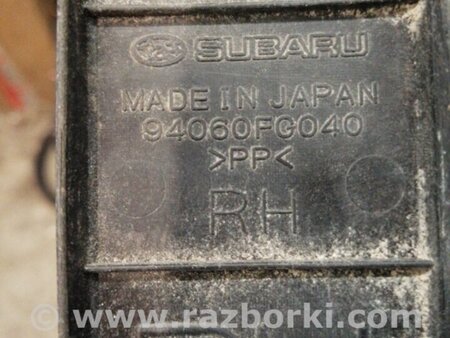 SUBARU
MADE IN JAPAN
94060FG040
>PP<
RH
www.razborki.com